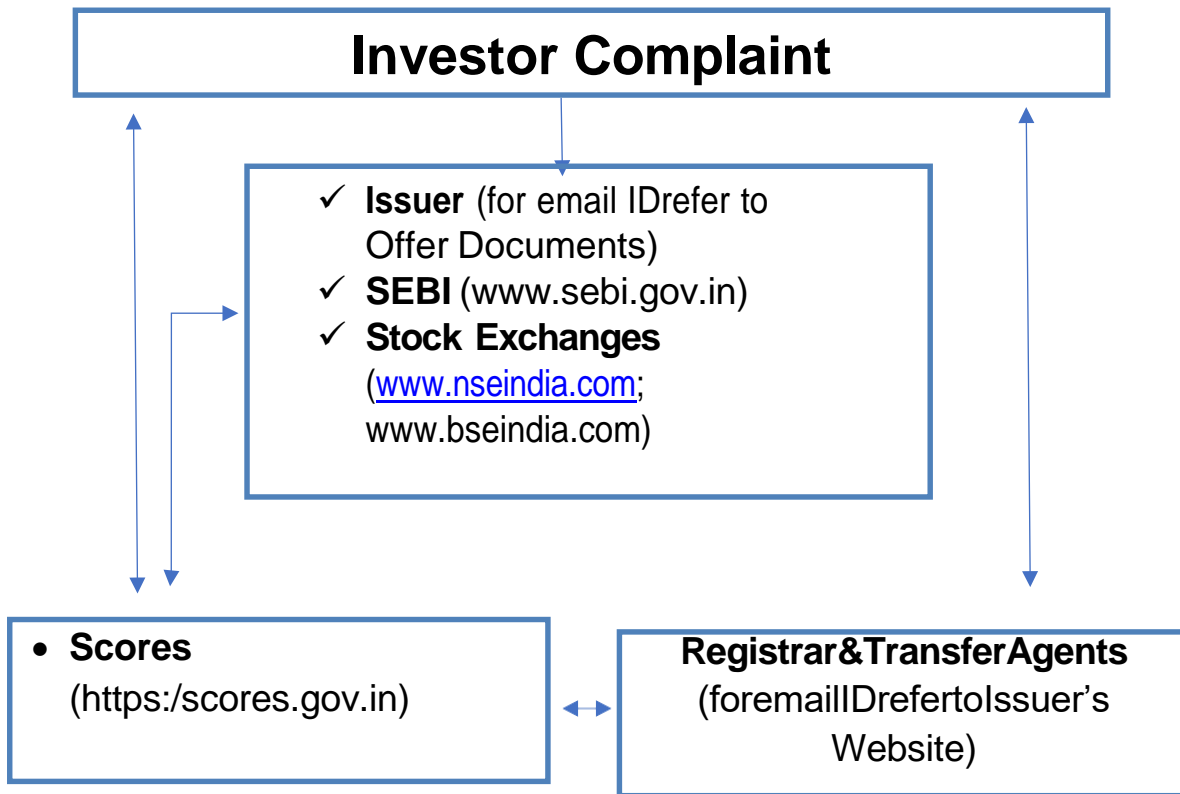 Investor Complaint
✓ Issuer (for email IDrefer to
Offer Documents)
✓ SEBI (www.sebi.gov.in)
✓ Stock Exchanges
(www.nseindia.com;
www.bseindia.com)
• Scores
(https:/scores.gov.in)
Registrar&TransferAgents
(foremailIDrefertoIssuer's
Website)